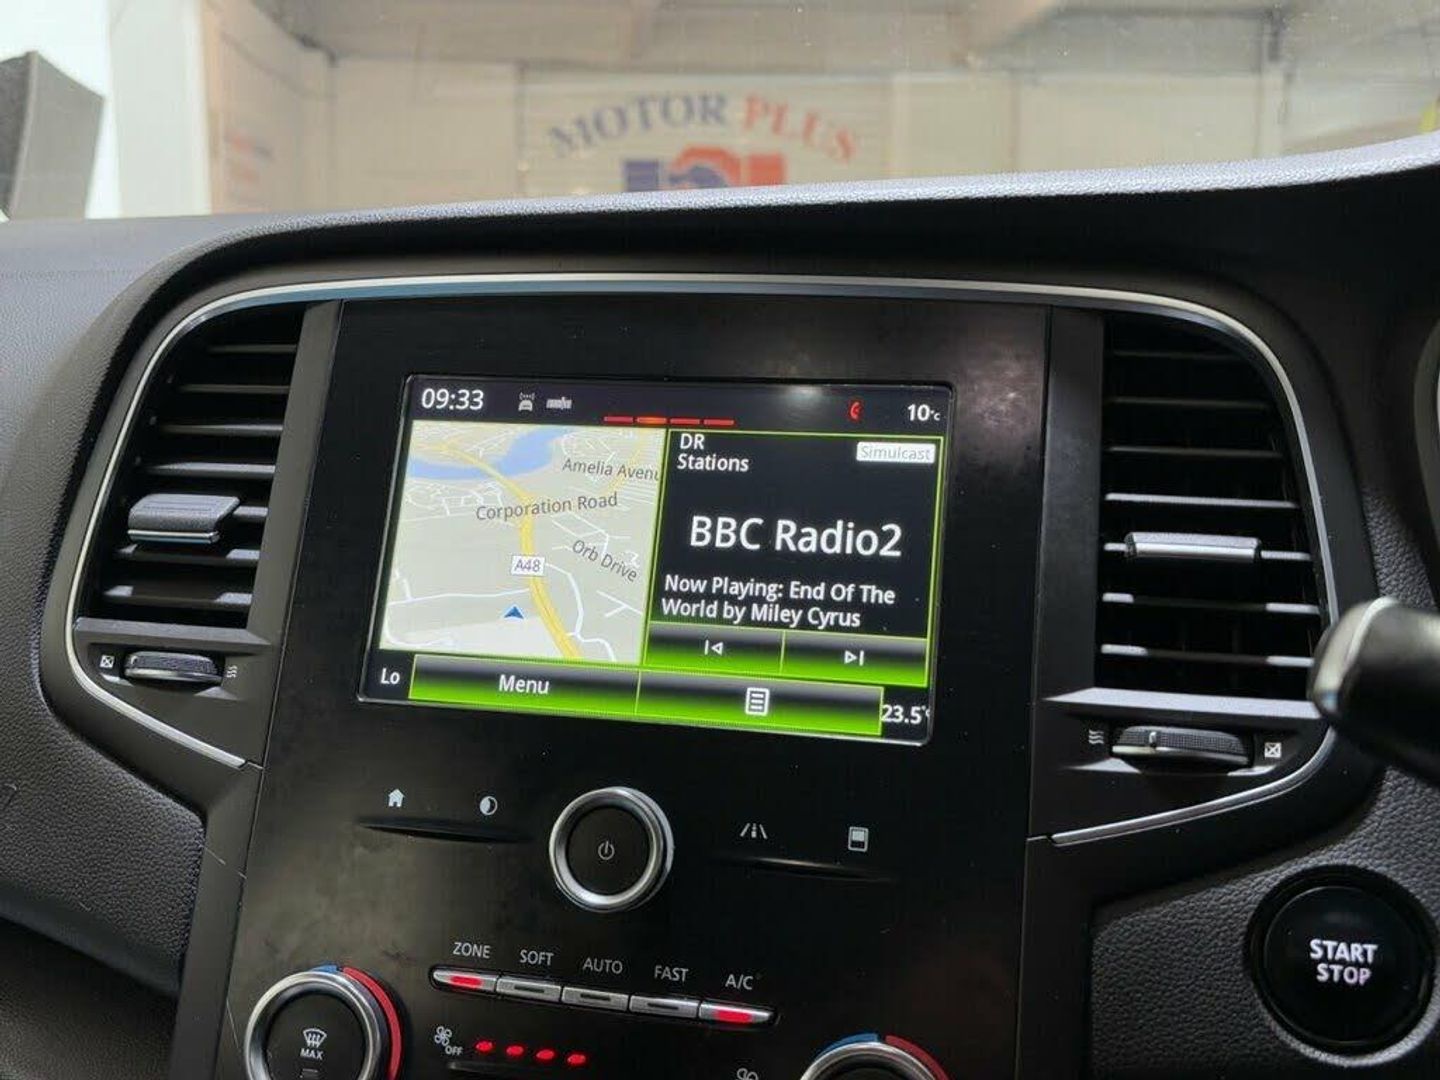 MOTOR PLUS
09:33
10°C
DR
Stations
Simulcast
Amelia Avenu
Corporation Road
Orb Drive
A48
BBC Radio2
Now Playing: End Of The
World by Miley Cyrus
Lo
Menu
23.5°
START
STOP
ZONE
SOFT
AUTO
FAST
A/C
MAX
OFF